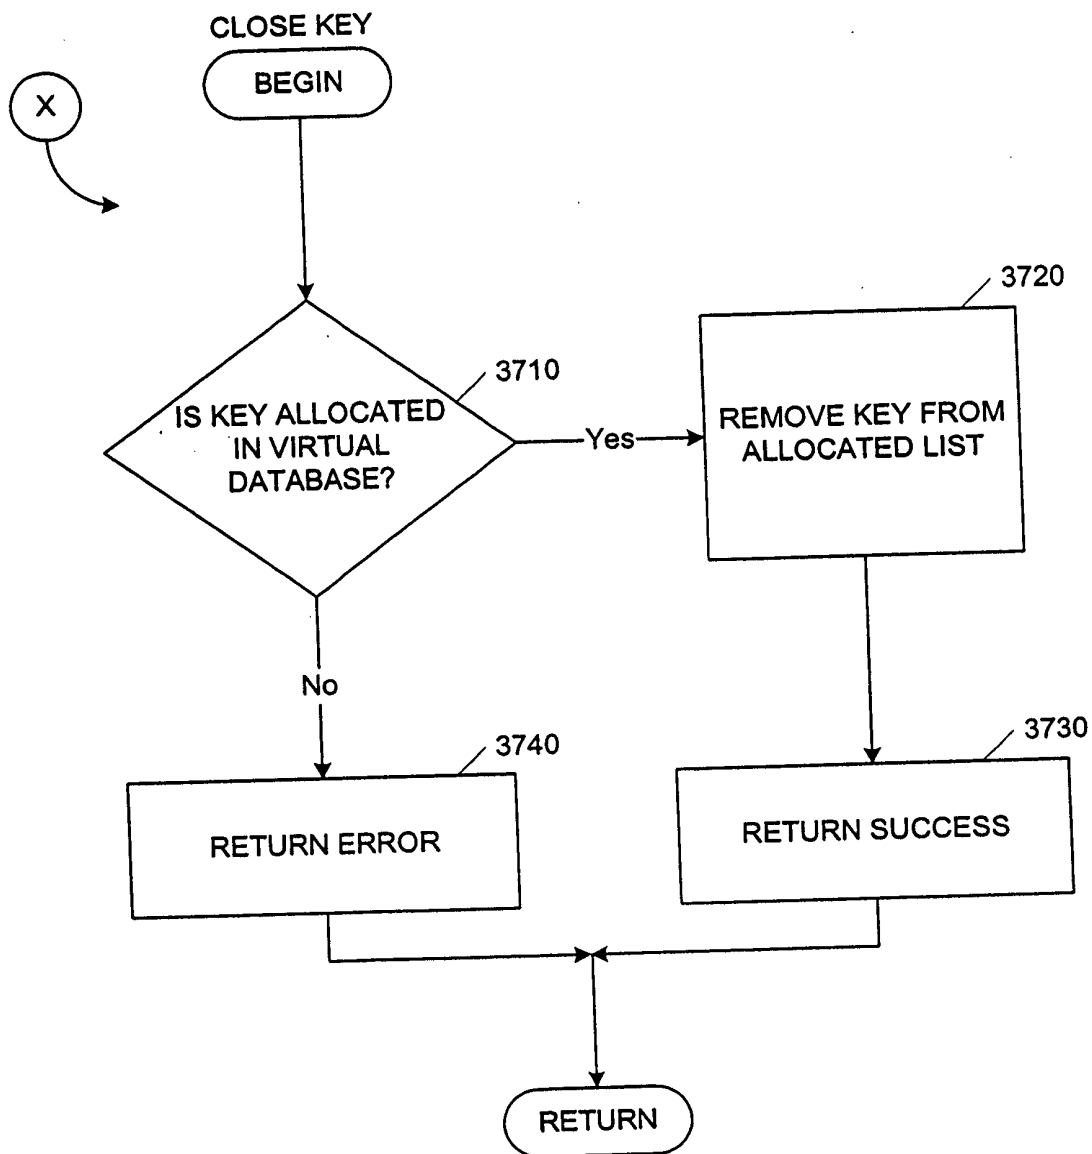 CLOSE KEY
BEGIN
X
3720
3710
IS KEY ALLOCATED
IN VIRTUAL
DATABASE?
Yes
REMOVE KEY FROM
ALLOCATED LIST
No
3740
3730
RETURN ERROR
RETURN SUCCESS
RETURN